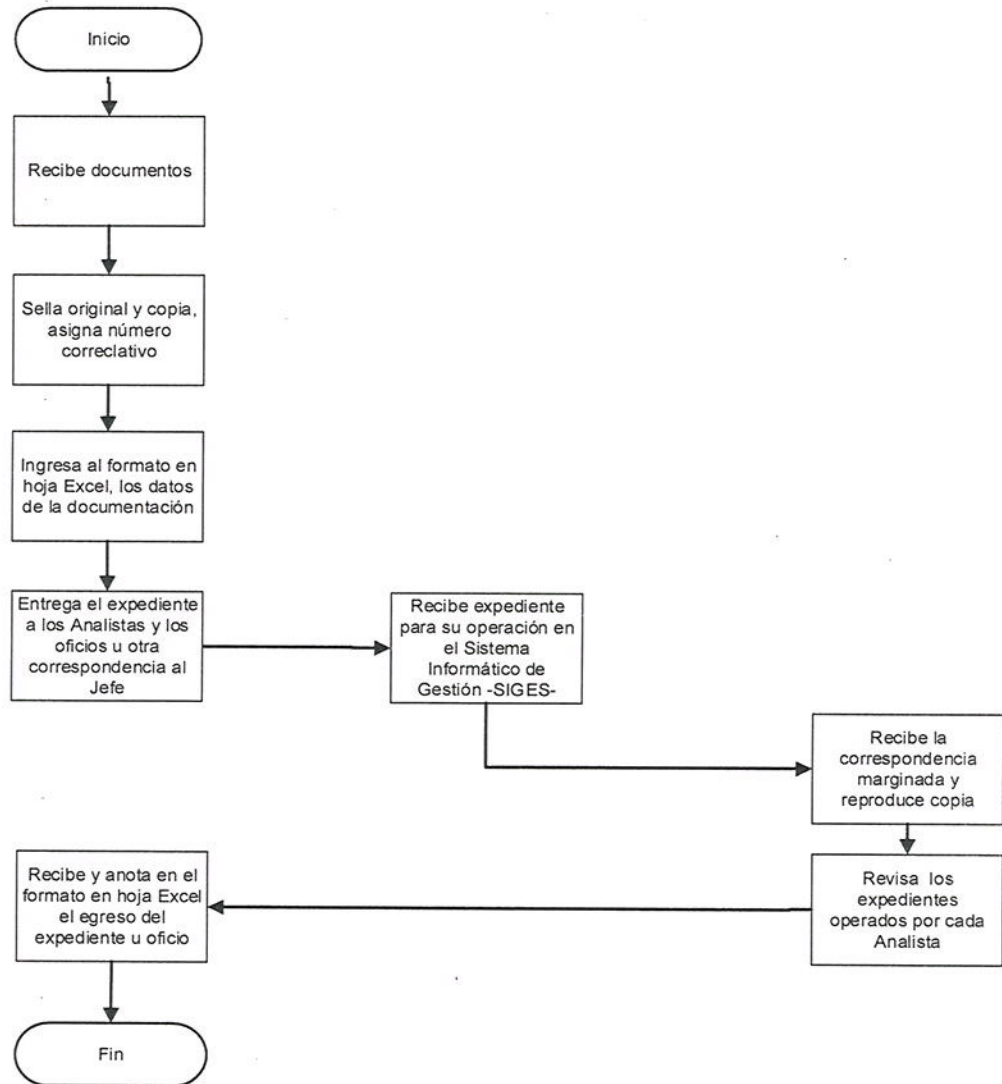 Inicio
Recibe documentos
Sella original y copia,
asigna número
correclativo
Ingresa al formato en
hoja Excel, los datos
de la documentación
Entrega el expediente
a los Analistas y los
oficios u otra
correspondencia al
Jefe
Recibe expediente
para su operación en
el Sistema
Informático de
Gestión -SIGES-
Recibe la
correspondencia
marginada y
reproduce copia
Revisa los
expedientes
operados por cada
Analista
Recibe y anota en el
formato en hoja Excel
el egreso del
expediente u oficio
Fin